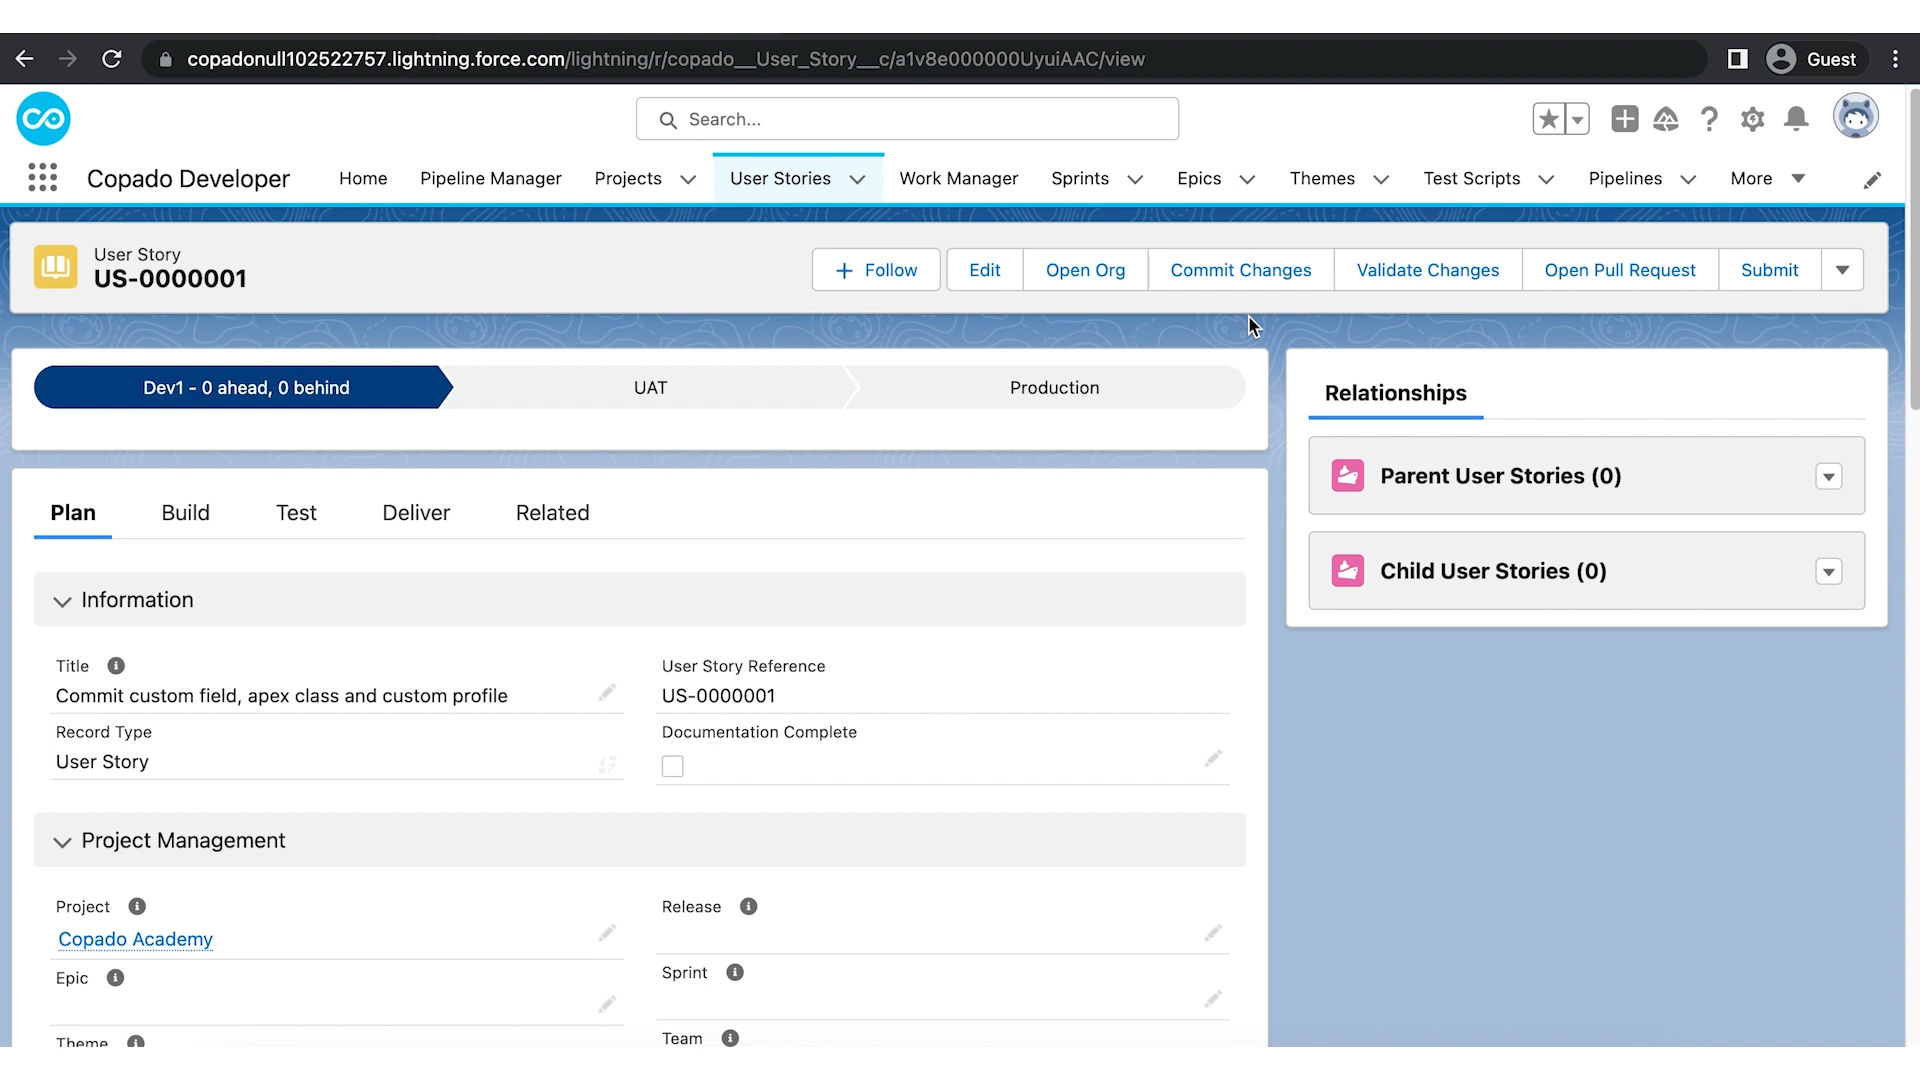 copadonull102522757.lightning.force.com/lightning/r/copado__User_Story__c/a1v8e000000UyuiAAC/view
Guest
Search...
Copado Developer
Home
Pipeline Manager
Projects
User Stories
Work Manager
Sprints
Epics
Themes
Test Scripts
Pipelines
More
User Story
US-0000001
Follow
Edit
Open Org
Commit Changes
Validate Changes
Open Pull Request
Submit
Dev1 - 0 ahead, 0 behind
UAT
Production
Relationships
Parent User Stories (0)
Child User Stories (0)
Plan
Build
Test
Deliver
Related
Information
Title
Commit custom field, apex class and custom profile
User Story Reference
US-0000001
Record Type
User Story
Documentation Complete
Project Management
Project
Copado Academy
Release
Epic
Sprint
Theme
Team